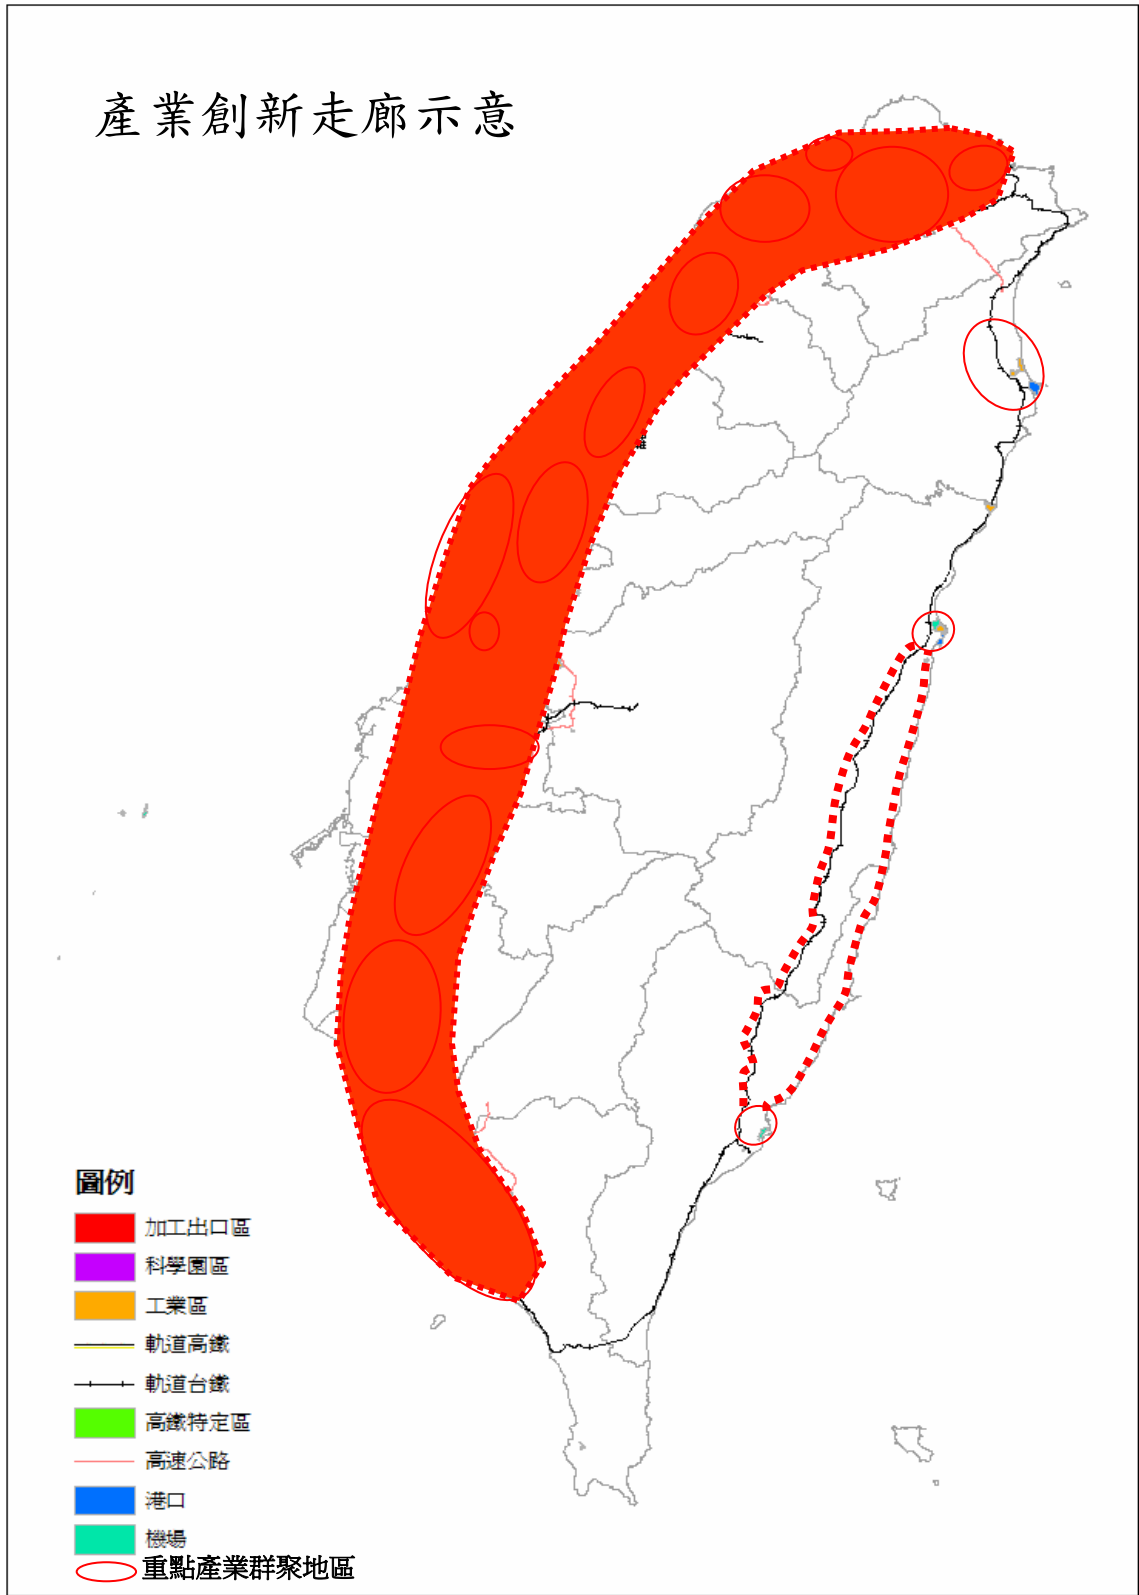 產業創新走廊示意
圖例
加工出口區
科學園區
工業區
軌道高鐵
軌道台鐵
高鐵特定區
高速公路
港口
機場
重點產業群聚地區